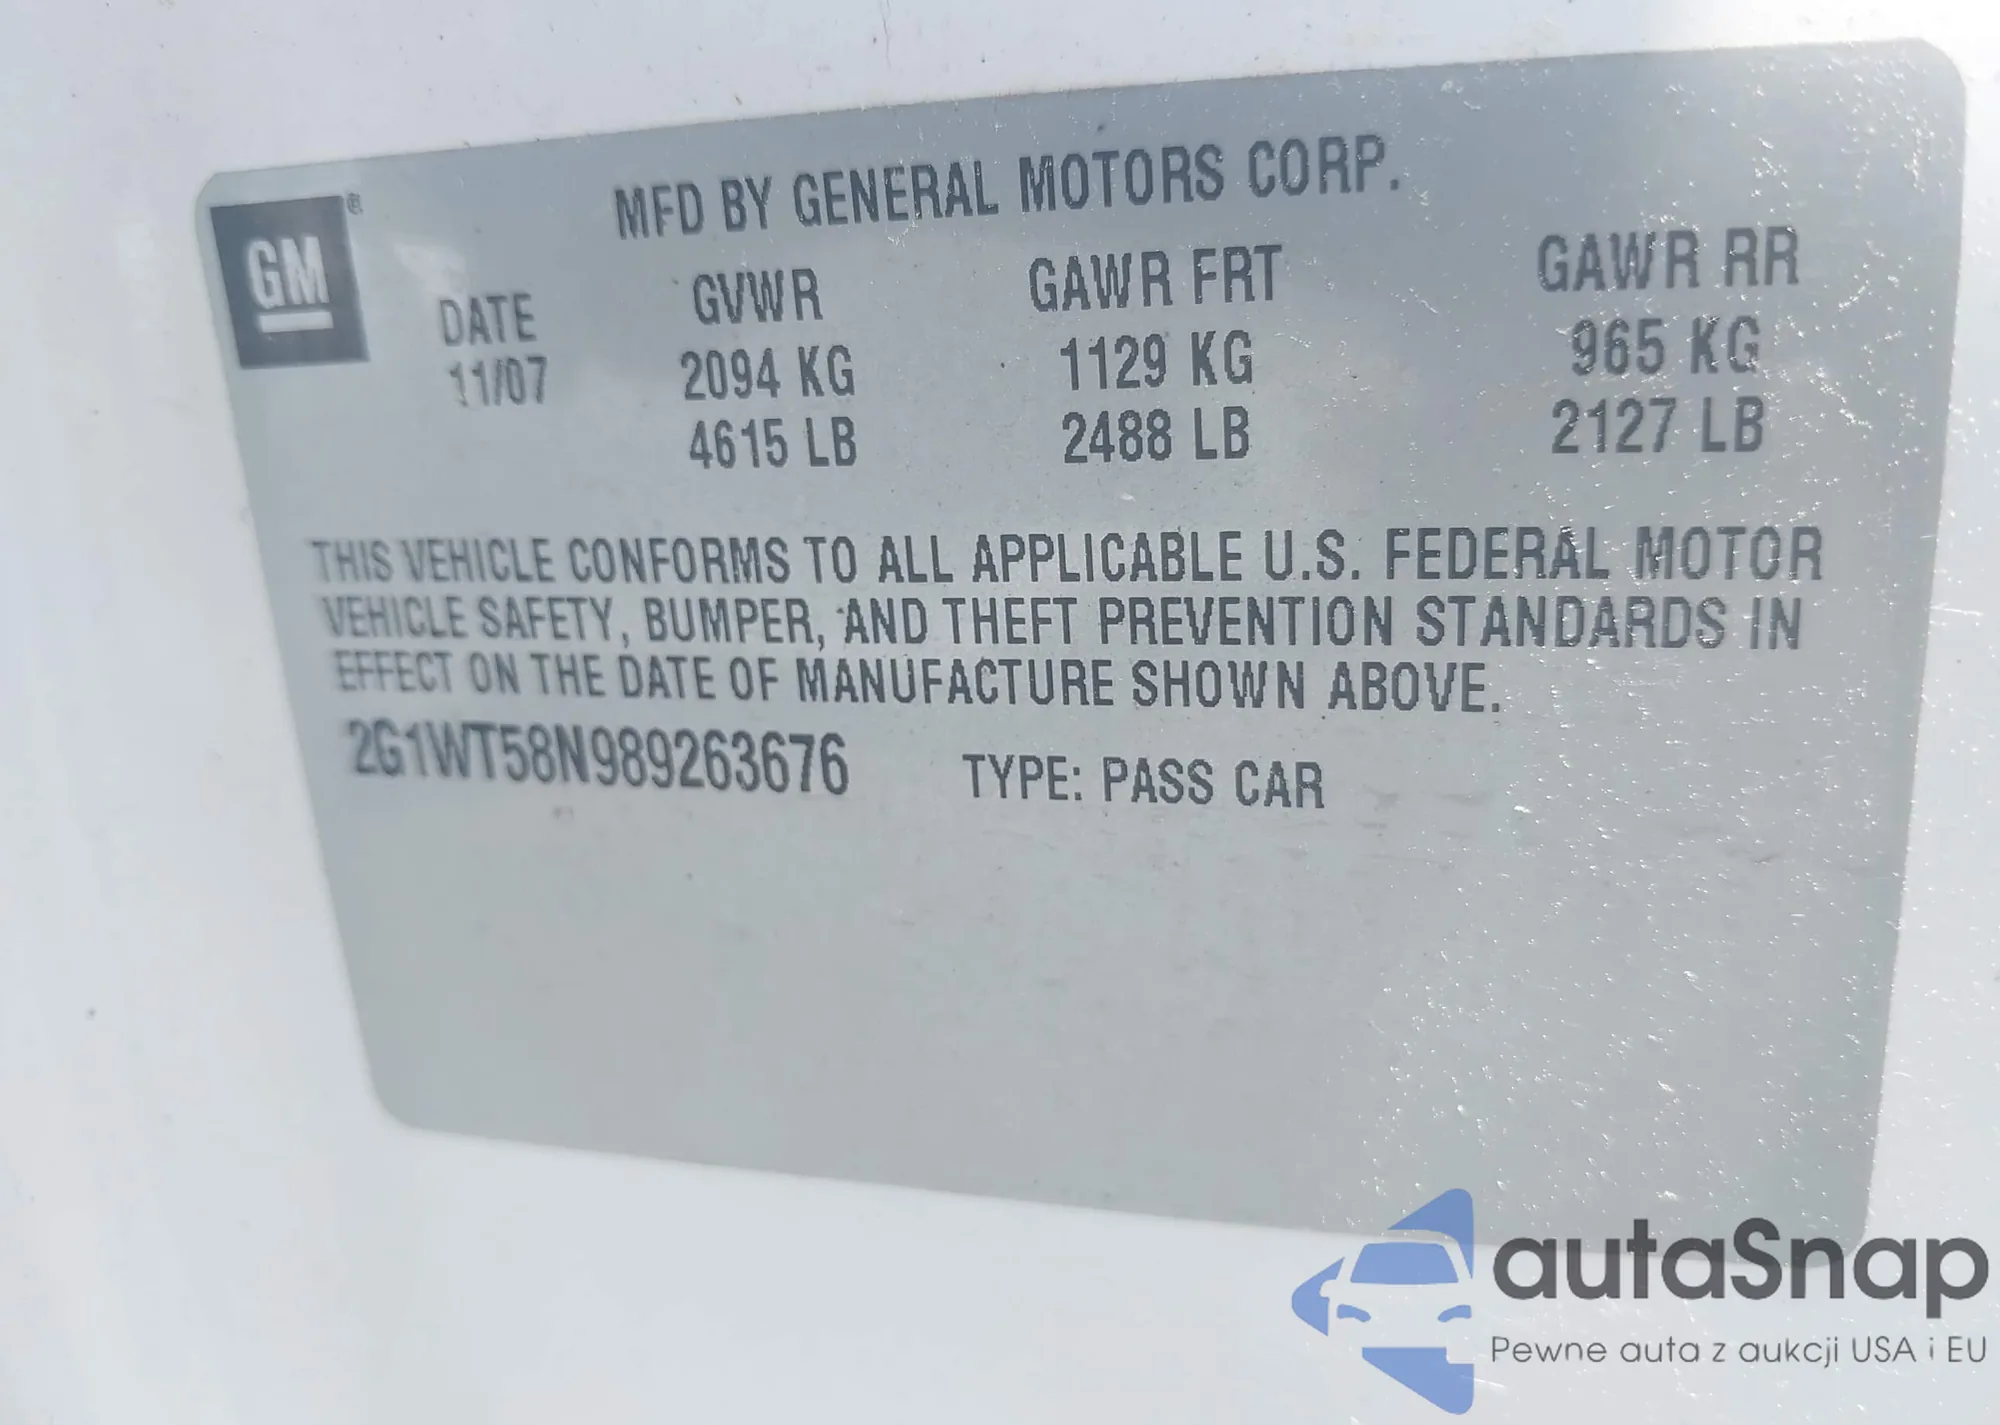 MFD BY GENERAL MOTORS CORP.
GM ®
DATE GVWR GAWR FRT GAWR RR
11/07 2094 KG 1129 KG 965 KG
4615 LB 2488 LB 2127 LB
THIS VEHICLE CONFORMS TO ALL APPLICABLE U.S. FEDERAL MOTOR
VEHICLE SAFETY, BUMPER, AND THEFT PREVENTION STANDARDS IN
EFFECT ON THE DATE OF MANUFACTURE SHOWN ABOVE.
2G1WT58N989263676 TYPE: PASS CAR
autaSnap
Pewne auta z aukcji USA i EU